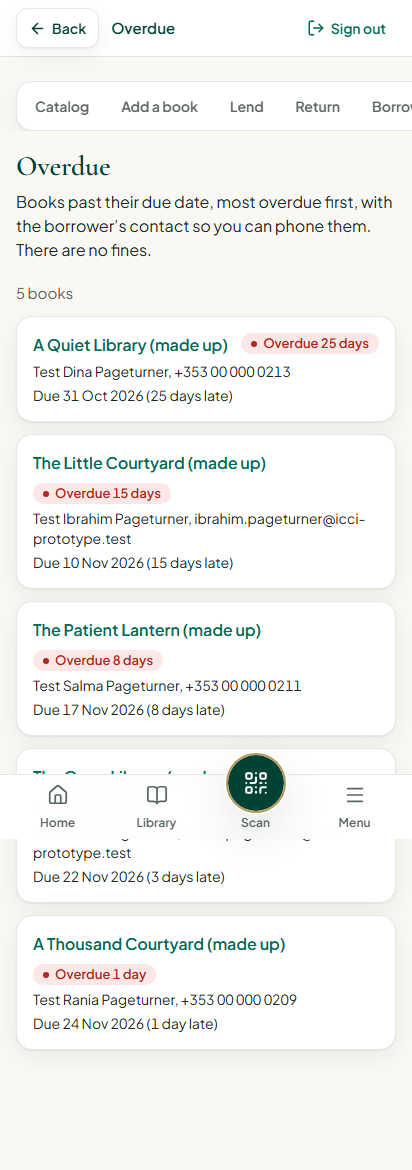 Back
Overdue
Sign out
Catalog
Add a book
Lend
Return
Overdue
Books past their due date, most overdue first, with
the borrower's contact so you can phone them.
There are no fines.
5 books
A Quiet Library (made up)
Overdue 25 days
Test Dina Pageturner, +353 00 000 0213
Due 31 Oct 2026 (25 days late)
The Little Courtyard (made up)
Overdue 15 days
Test Ibrahim Pageturner, ibrahim.pageturner@icci-
prototype.test
Due 10 Nov 2026 (15 days late)
The Patient Lantern (made up)
Overdue 8 days
Test Salma Pageturner, +353 00 000 0211
Due 17 Nov 2026 (8 days late)
Home
Library
Scan
Menu
prototype.test
Due 22 Nov 2026 (3 days late)
A Thousand Courtyard (made up)
Overdue 1 day
Test Rania Pageturner, +353 00 000 0209
Due 24 Nov 2026 (1 day late)